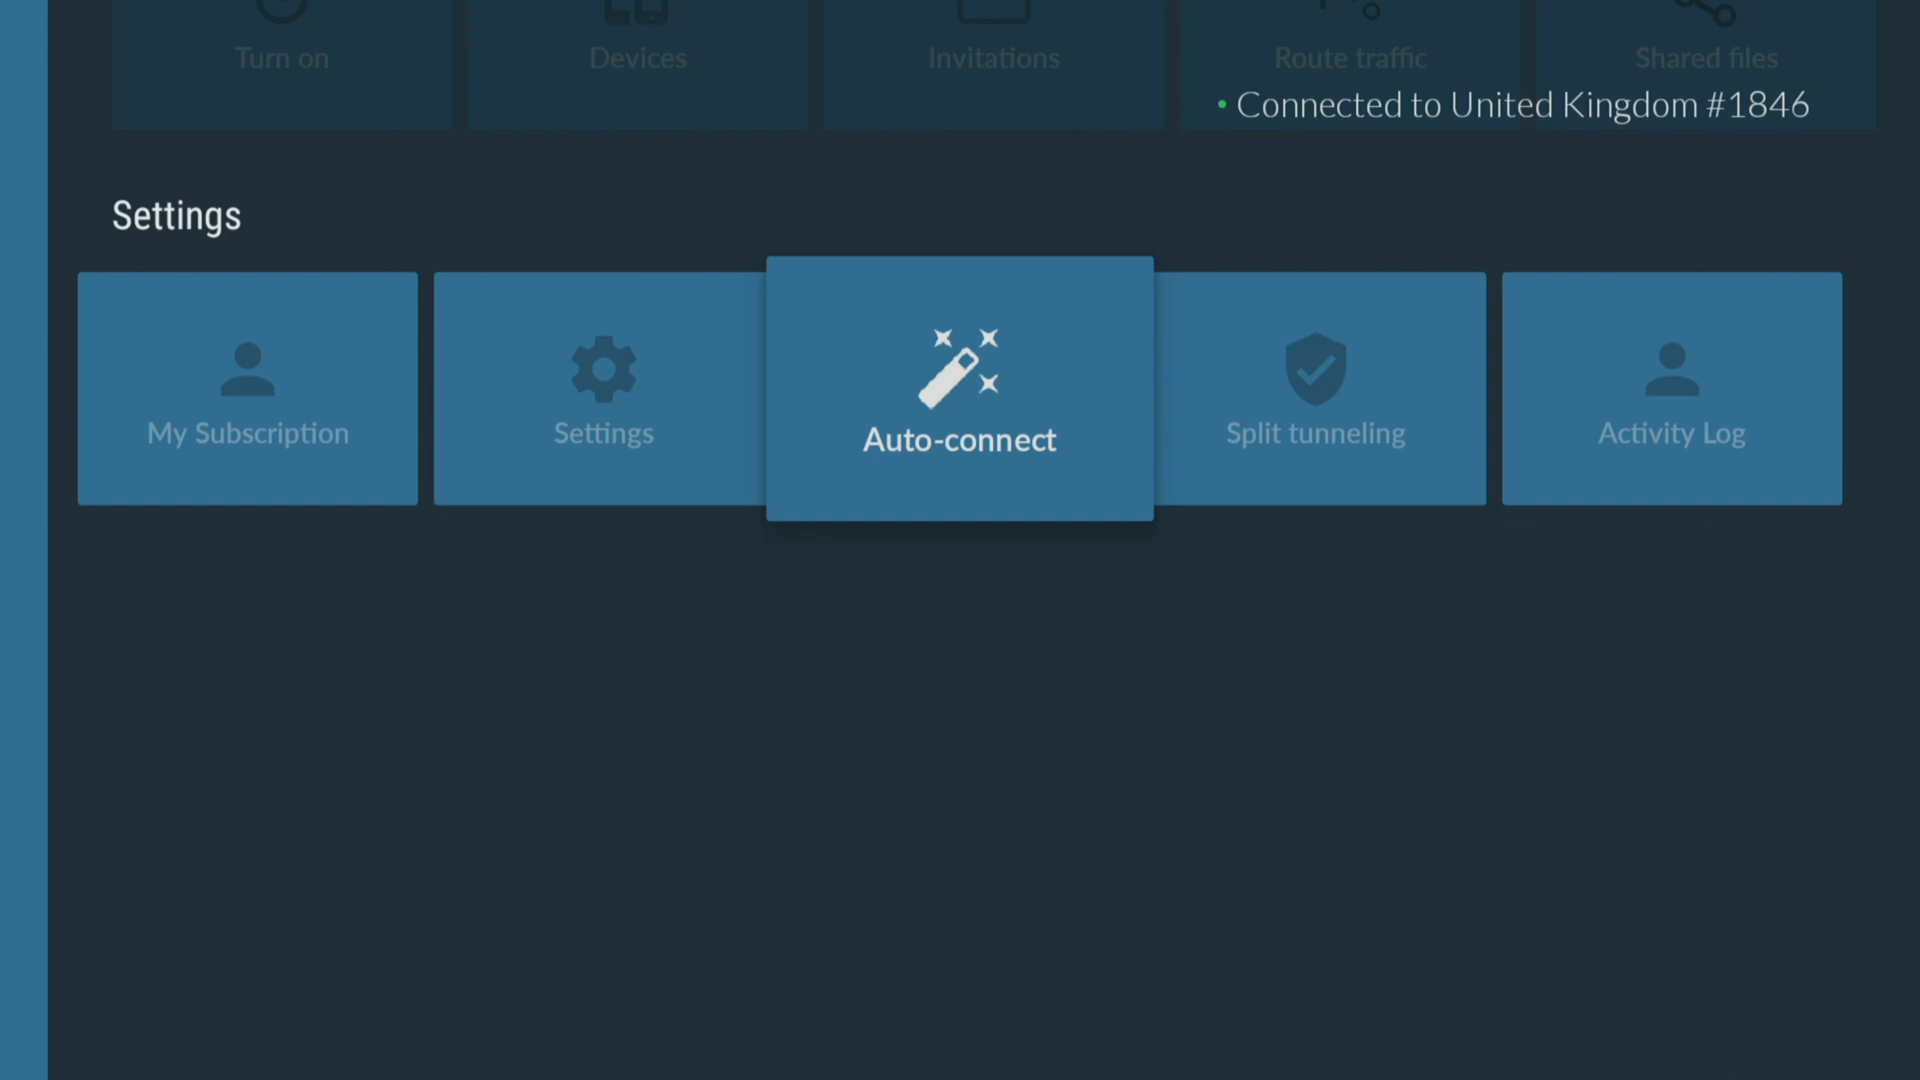 Turn on
Devices
Invitations
Route traffic
Shared files
• Connected to United Kingdom #1846
Settings
My Subscription
Settings
Auto-connect
Split tunneling
Activity Log